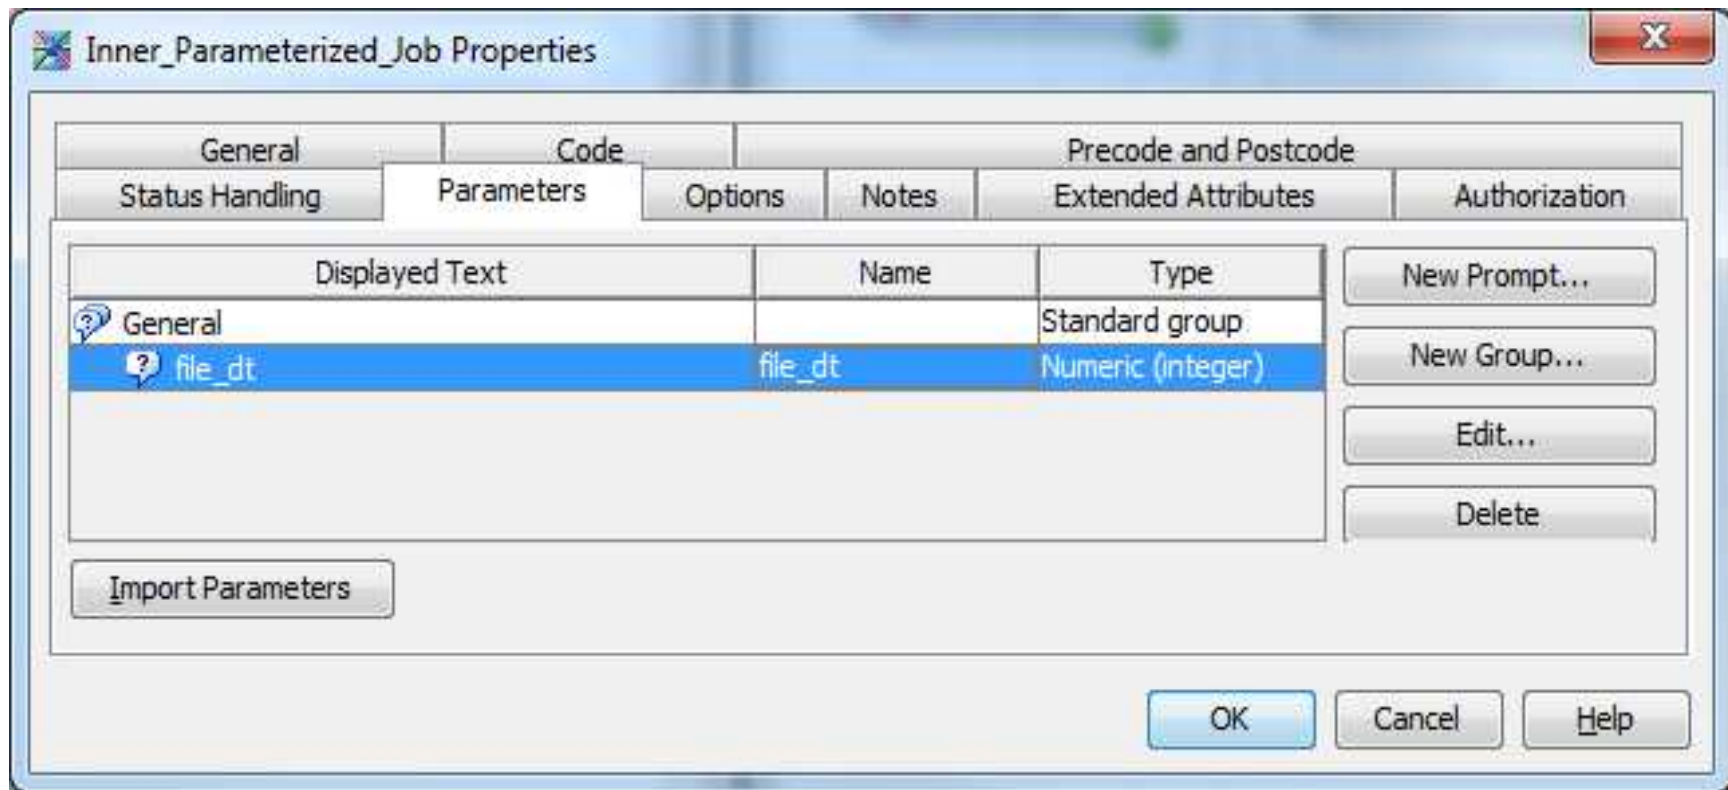 Inner_Parameterized_Job Properties
General Code Precode and Postcode
Status Handling Parameters Options Notes Extended Attributes Authorization
Displayed Text Name Type New Prompt...
General Standard group
file_dt file_dt Numeric (integer) New Group...
Edit...
Delete
Import Parameters
OK Cancel Help